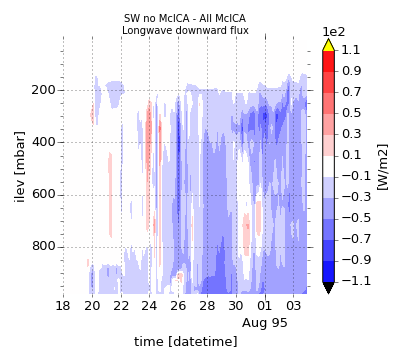 SW no McICA - All McICA
Longwave downward flux
1e2
1.1
0.9
0.7
0.5
0.3
0.1
−0.1
−0.3
−0.5
−0.7
−0.9
−1.1
[W/m2]
200
400
600
800
ilev [mbar]
18 20 22 24 26 28 30 01 03
Aug 95
time [datetime]